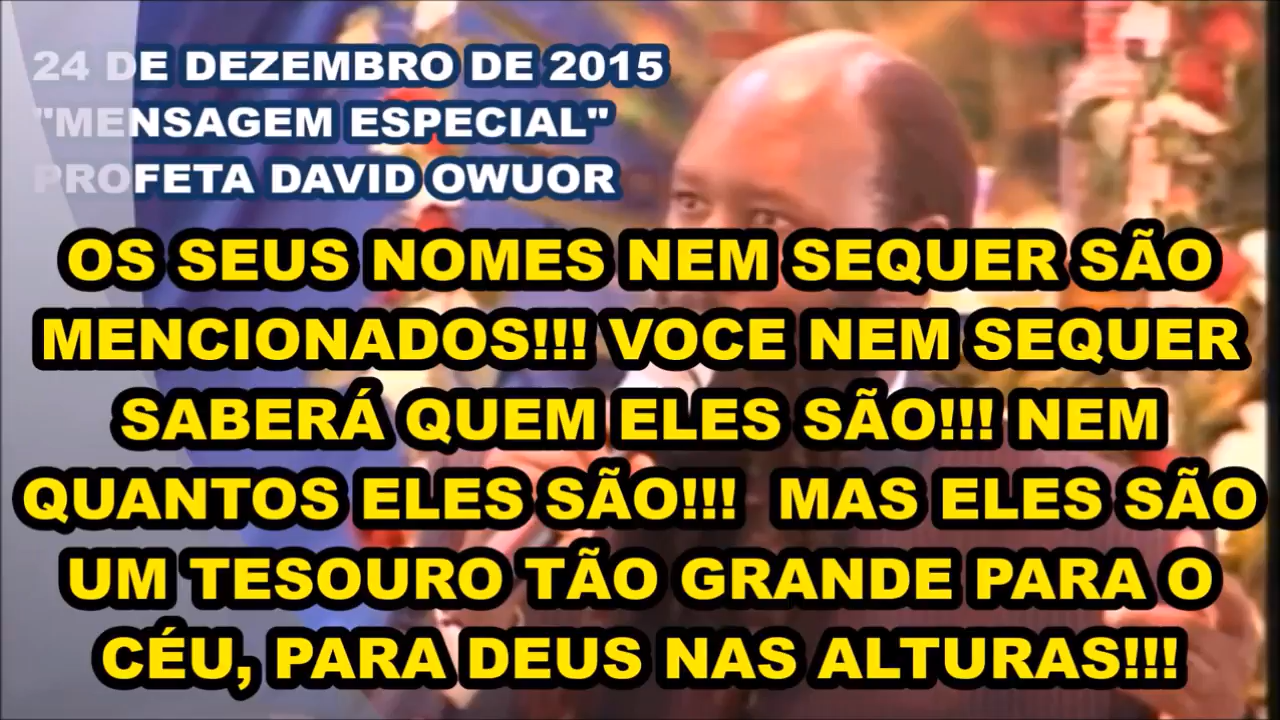 24 DE DEZEMBRO DE 2015
"MENSAGEM ESPECIAL"
PROFETA DAVID OWUOR
OS SEUS NOMES NEM SEQUER SÃO
MENCIONADOS!!! VOCE NEM SEQUER
SABERÁ QUEM ELES SÃO!!! NEM
QUANTOS ELES SÃO!!! MAS ELES SÃO
UM TESOURO TÃO GRANDE PARA O
CÉU, PARA DEUS NAS ALTURAS!!!